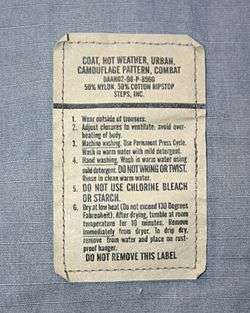 COAT, HOT WEATHER, URBAN,
CAMOUFLAGE PATTERN, COMBAT
50% NYLON, 50% COTTON RIPSTOP
STEPS, INC.
1. Wear outside of trousers.
2. Adjust closures to ventilate; avoid over-
heating of body.
3. Machine washing. Use Permanent Press Cycle.
Wash in warm water with mild detergent.
4. Hand washing. Wash in warm water using
mild detergent. DO NOT WRING OR TWIST.
Rinse in clean warm water.
5. DO NOT USE CHLORINE BLEACH
OR STARCH.
6. Dry at low heat (Do not exceed 130 Degrees
Fahrenheit). After drying, tumble at room
temperature for 10 minutes. Remove
immediately from dryer. To drip dry,
remove from water and place on rust-
proof hanger.
DO NOT REMOVE THIS LABEL